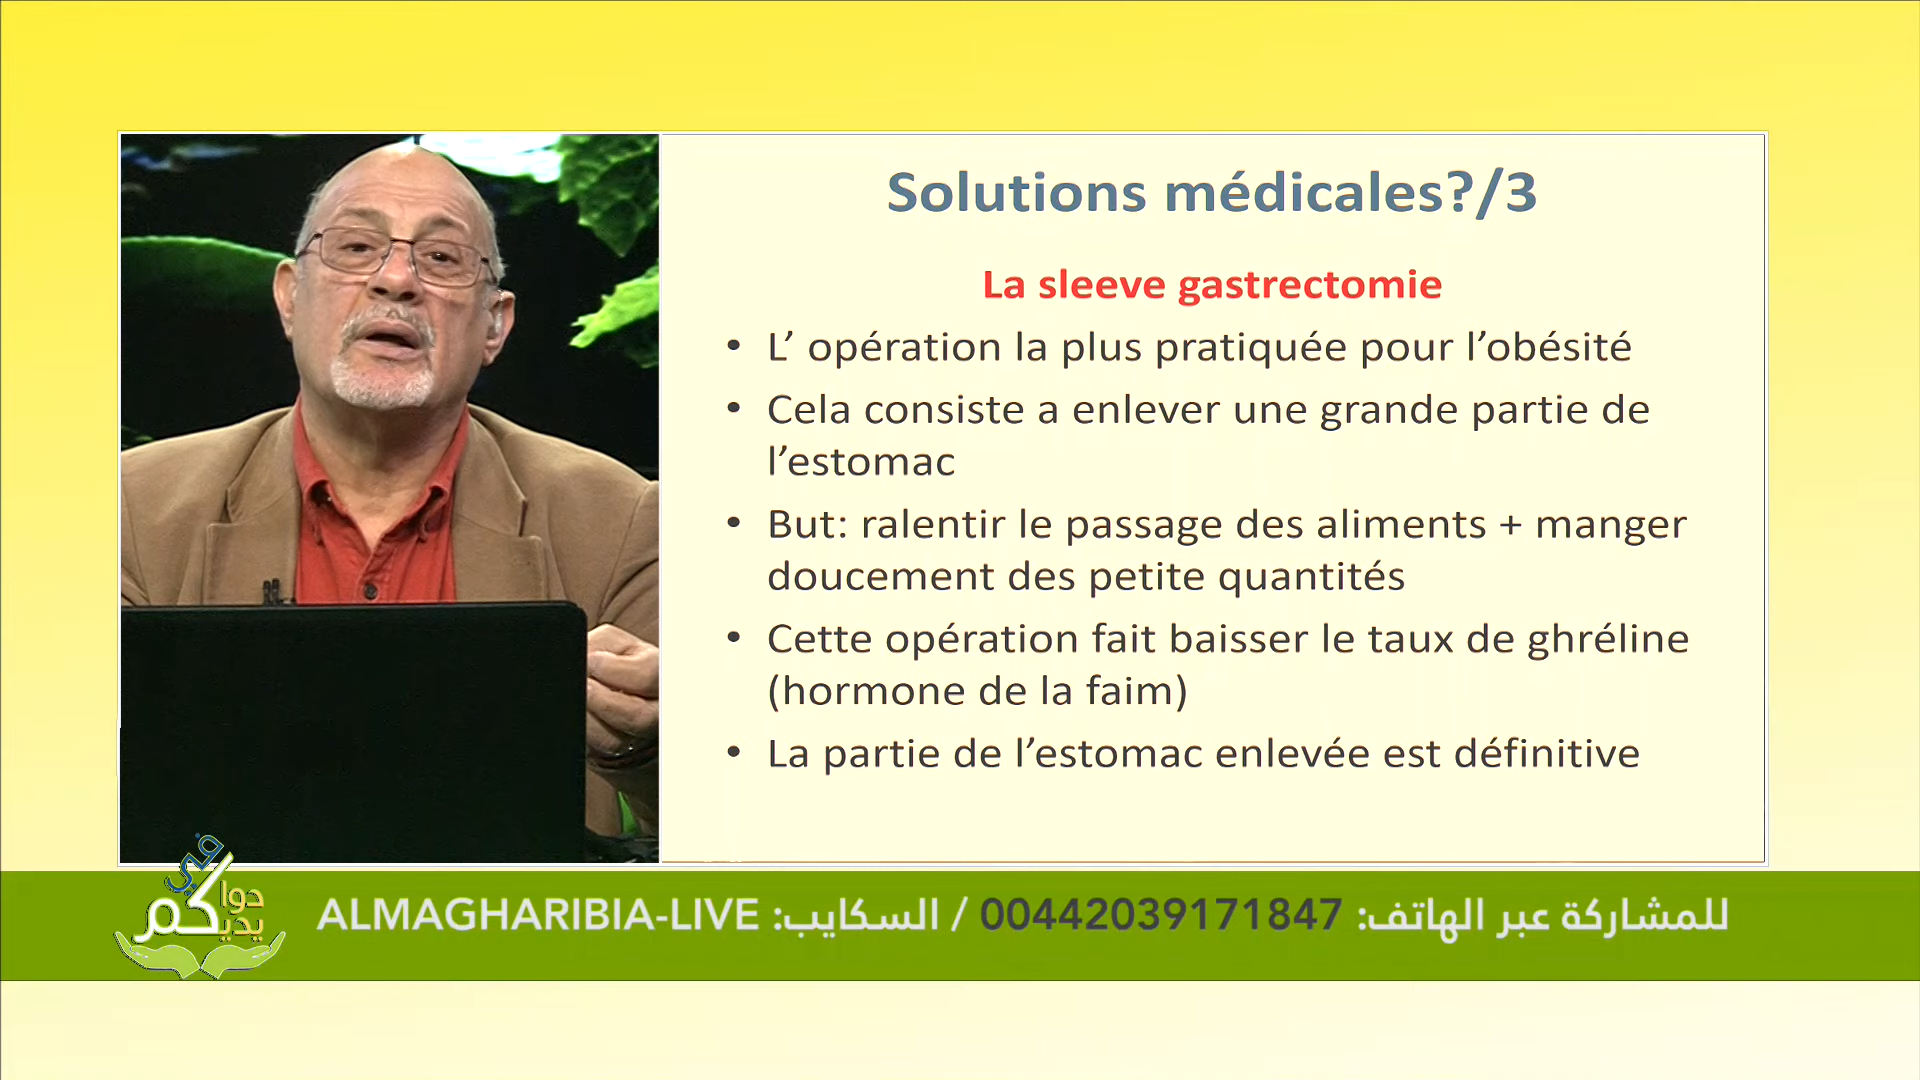 Solutions médicales?/3
La sleeve gastrectomie
• L’ opération la plus pratiquée pour l’obésité
• Cela consiste a enlever une grande partie de
l’estomac
• But: ralentir le passage des aliments + manger
doucement des petite quantités
• Cette opération fait baisser le taux de ghréline
(hormone de la faim)
• La partie de l’estomac enlevée est définitive
دوا
في
يديكم
للمشاركة عبر الهاتف: 00442039171847 / السكايب: ALMAGHARIBIA-LIVE